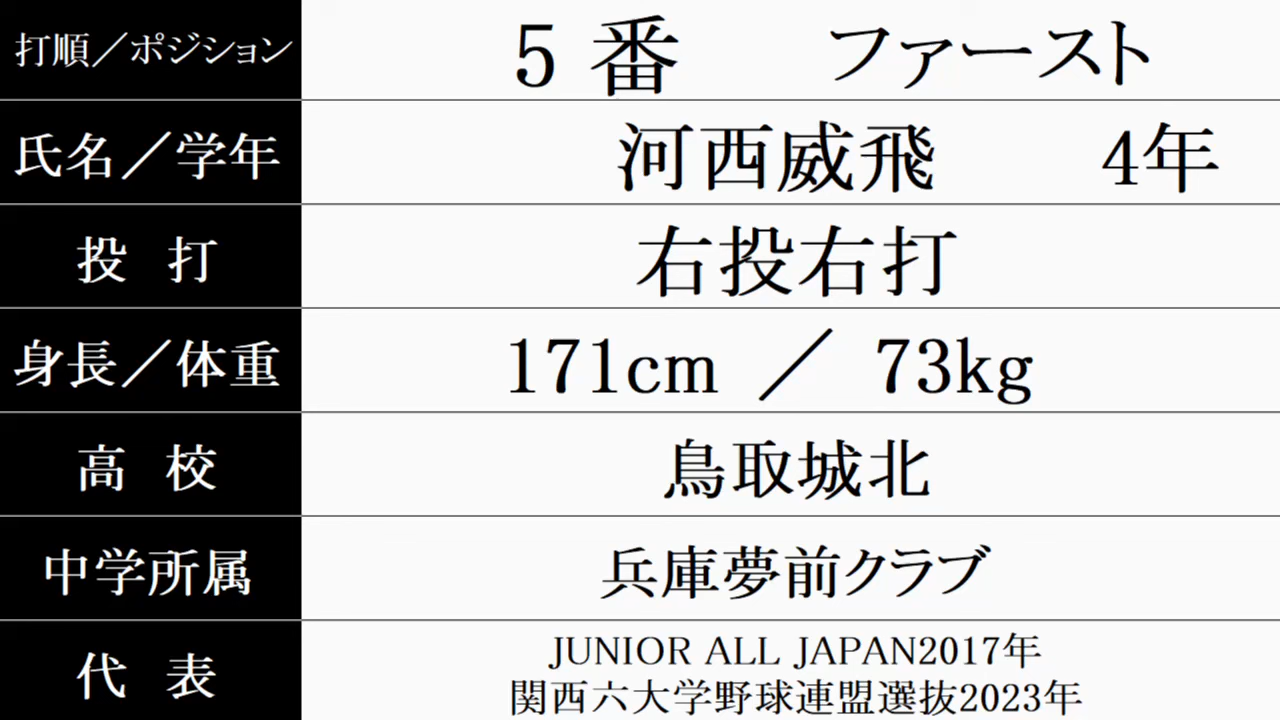 打順／ポジション 5 番 ファースト
氏名／学年 河西威飛 4年
投 打 右投右打
身長／体重 171cm ／ 73kg
高 校 鳥取城北
中学所属 兵庫夢前クラブ
代 表 JUNIOR ALL JAPAN2017年
関西六大学野球連盟選抜2023年